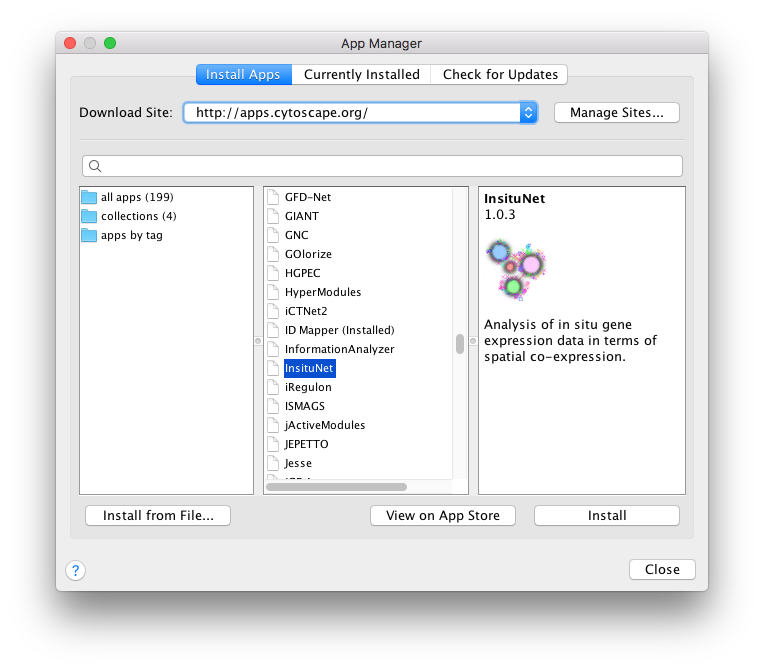 App Manager
Install Apps
Currently Installed
Check for Updates
Download Site:
http://apps.cytoscape.org/
Manage Sites...
all apps (199)
collections (4)
apps by tag
GFD-Net
GIANT
GNC
GOlorize
HGPEC
HyperModules
iCTNet2
ID Mapper (Installed)
InformationAnalyzer
InsituNet
iRegulon
ISMAGS
jActiveModules
JEPETTO
Jesse
InsituNet
1.0.3
Analysis of in situ gene
expression data in terms of
spatial co-expression.
Install from File...
View on App Store
Install
?
Close